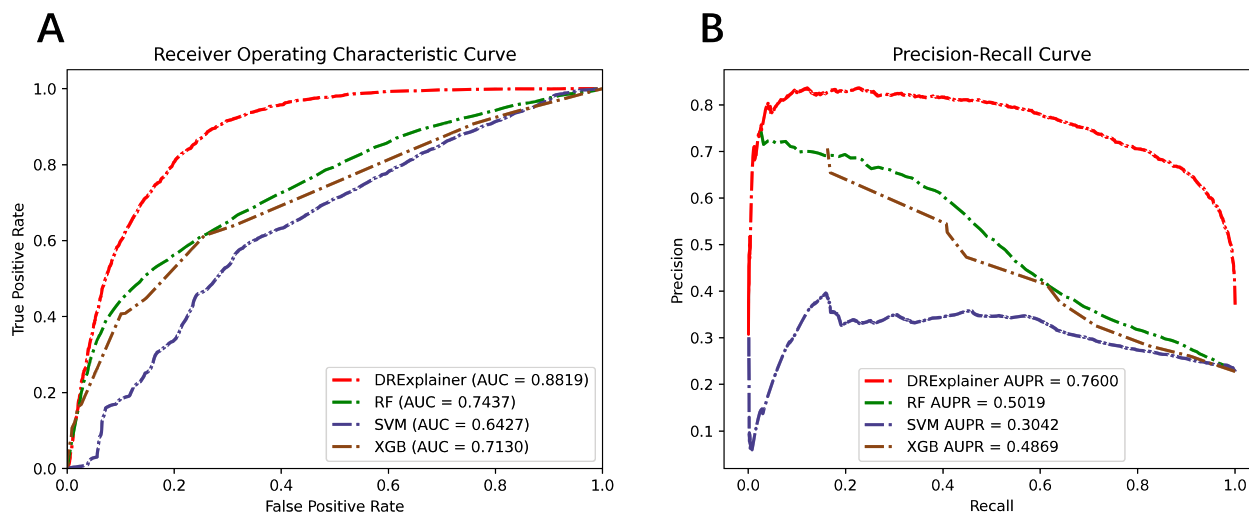 A
Receiver Operating Characteristic Curve
True Positive Rate
1.0
0.8
0.6
0.4
0.2
0.0
0.0 0.2 0.4 0.6 0.8 1.0
False Positive Rate
DRExplainer (AUC = 0.8819)
RF (AUC = 0.7437)
SVM (AUC = 0.6427)
XGB (AUC = 0.7130)
B
Precision-Recall Curve
Precision
0.8
0.7
0.6
0.5
0.4
0.3
0.2
0.1
0.0 0.2 0.4 0.6 0.8 1.0
Recall
DRExplainer AUPR = 0.7600
RF AUPR = 0.5019
SVM AUPR = 0.3042
XGB AUPR = 0.4869